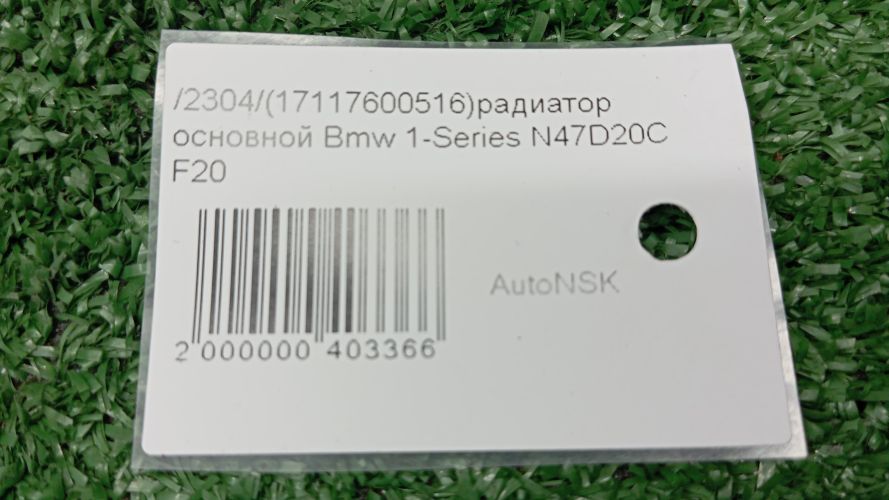 /2304/(17117600516)радиатор
основной Bmw 1-Series N47D20C
F20
AutoNSK
2 000000 403366